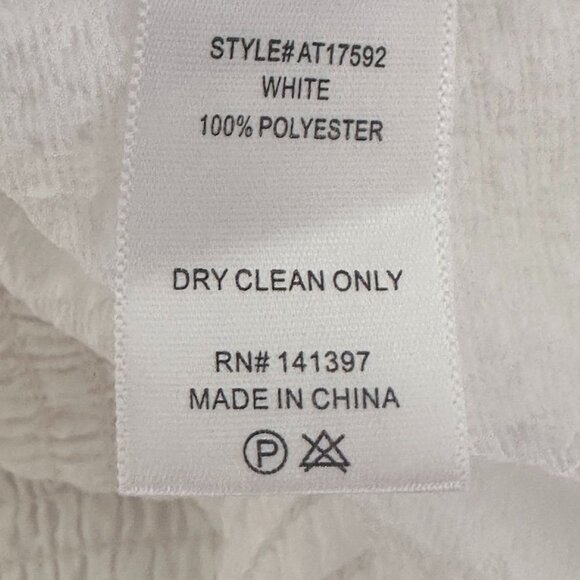 STYLE#AT17592
WHITE
100% POLYESTER
DRY CLEAN ONLY
RN# 141397
MADE IN CHINA
P